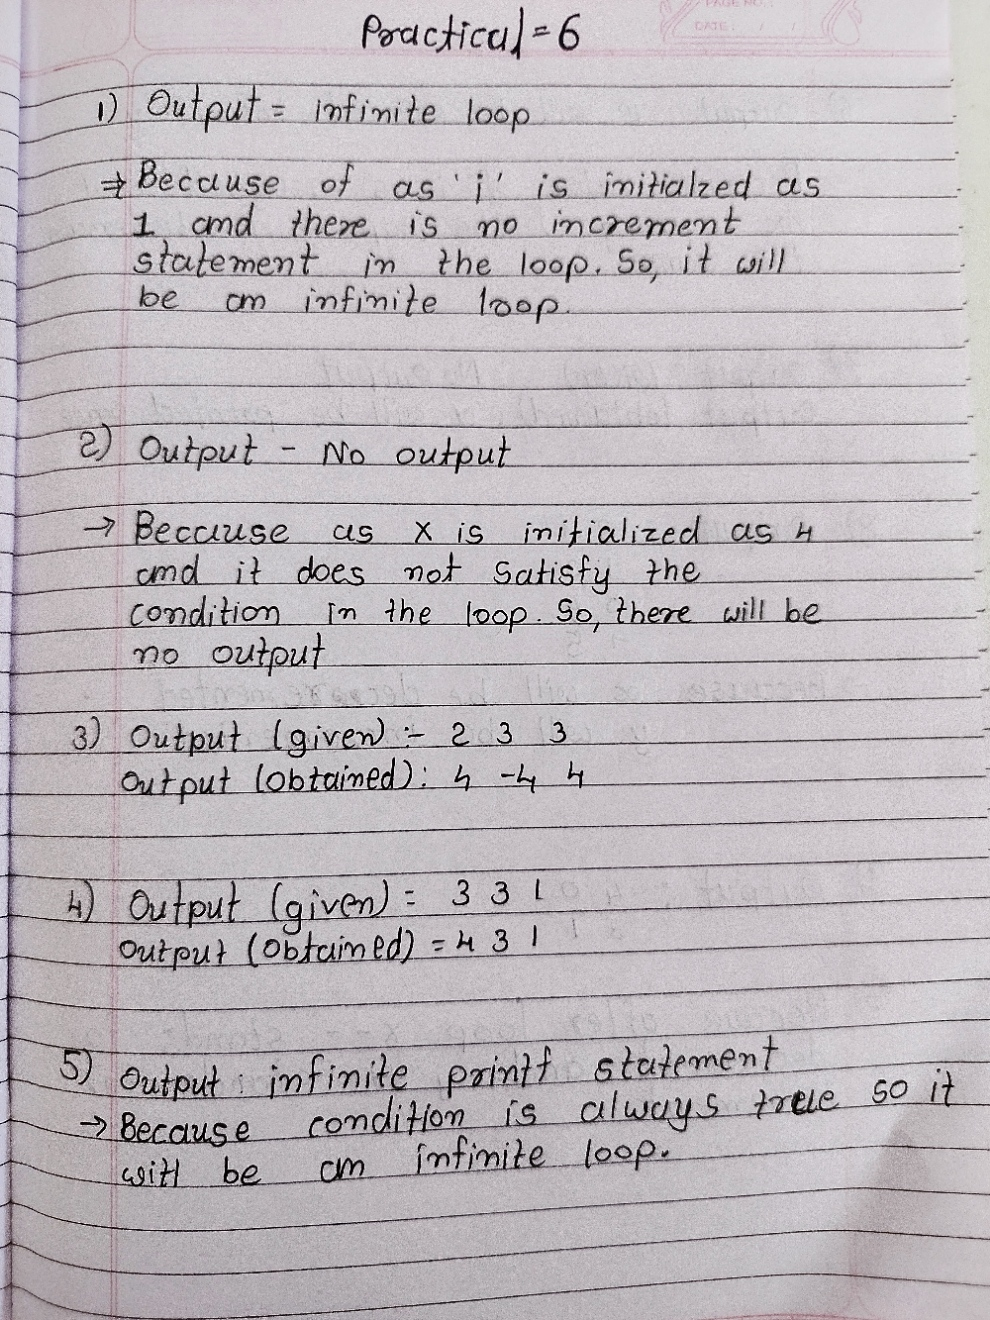 Practical = 6
1) Output = infinite loop
⇒ Because of as 'i' is initialzed as
1 and there is no increment
statement in the loop. So, it will
be an infinite loop.
2) Output - No output
→ Because as x is initialized as 4
and it does not satisfy the
condition in the loop. So, there will be
no output
3) Output (given) :- 2 3 3
Output (obtained): 4 -4 4
4) Output (given) = 3 3 1
Output (obtained) = 4 3 1
5) Output: infinite printf statement
→ Because condition is always true so it
will be an infinite loop.